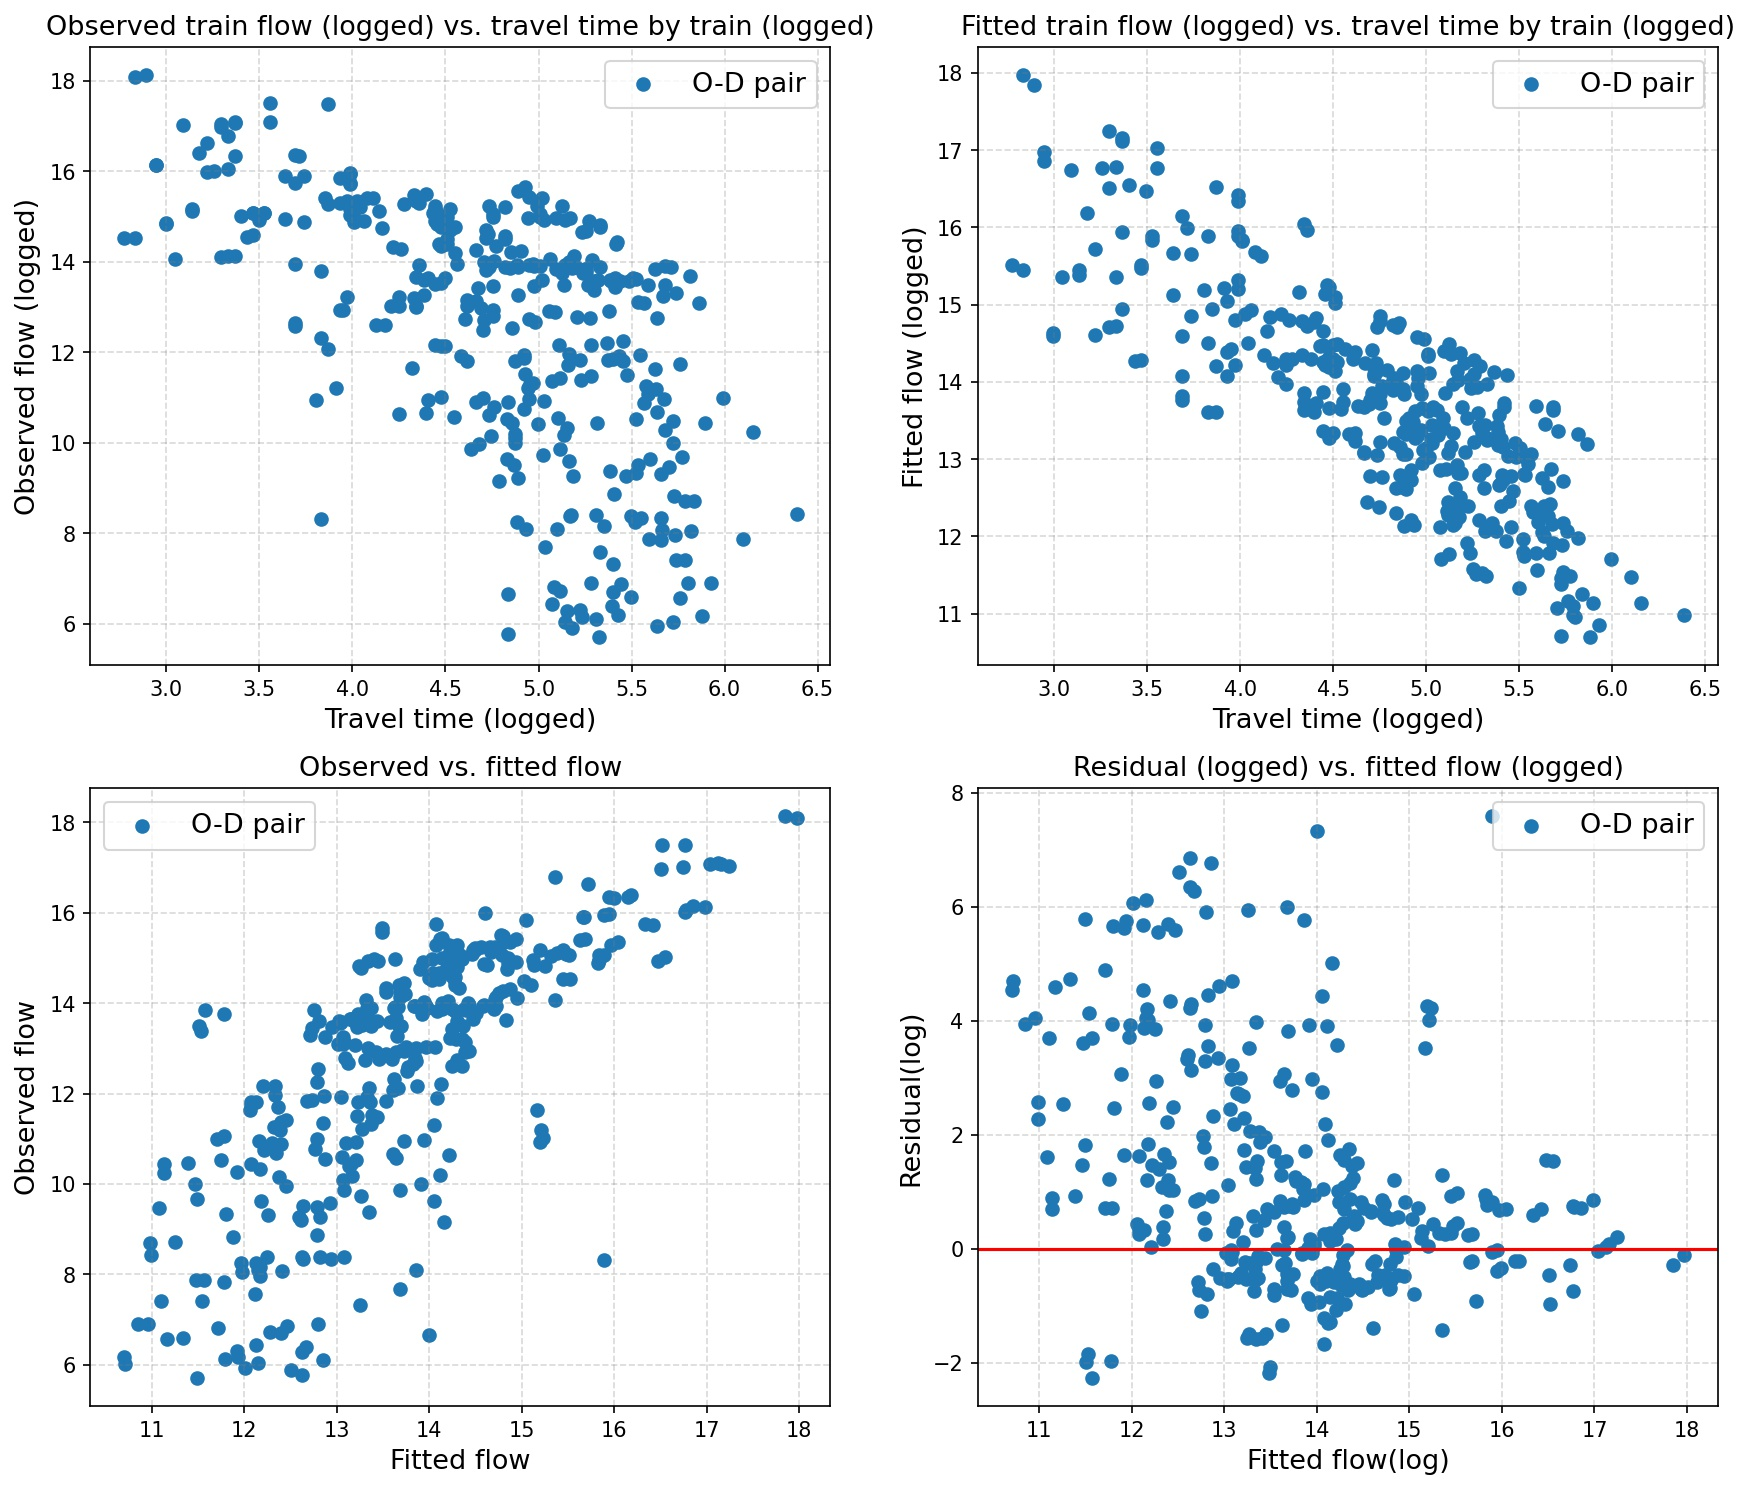 Observed train flow (logged) vs. travel time by train (logged)
O-D pair
Observed flow (logged)
18
16
14
12
10
8
6
3.0 3.5 4.0 4.5 5.0 5.5 6.0 6.5
Travel time (logged)
Fitted train flow (logged) vs. travel time by train (logged)
O-D pair
Fitted flow (logged)
18
17
16
15
14
13
12
11
3.0 3.5 4.0 4.5 5.0 5.5 6.0 6.5
Travel time (logged)
Observed vs. fitted flow
O-D pair
Observed flow
18
16
14
12
10
8
6
11 12 13 14 15 16 17 18
Fitted flow
Residual (logged) vs. fitted flow (logged)
O-D pair
Residual(log)
8
6
4
2
0
−2
11 12 13 14 15 16 17 18
Fitted flow(log)